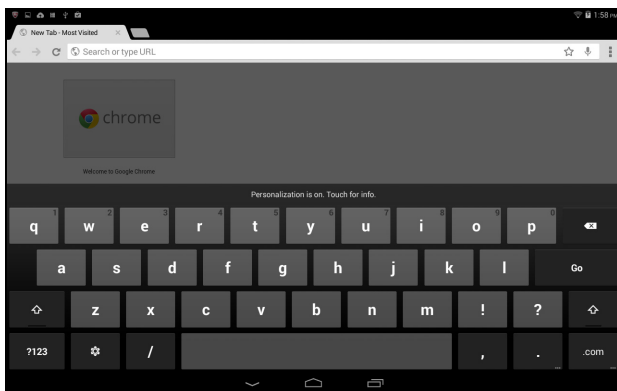 1:58 PM
New Tab - Most Visited
Search or type URL
chrome
Welcome to Google Chrome
Personalization is on. Touch for info.
1 2 3 4 5 6 7 8 9 0
q w e r t y u i o p
a s d f g h j k l Go
z x c v b n m ! ?
?123 / , . .com